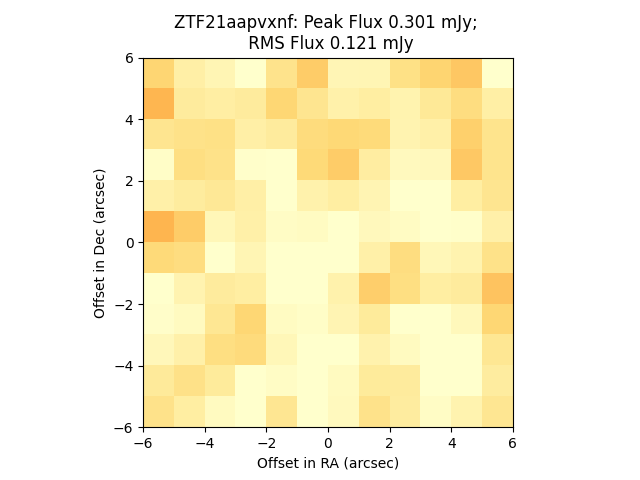 ZTF21aapvxnf: Peak Flux 0.301 mJy;
RMS Flux 0.121 mJy
6
4
2
0
−2
−4
−6
Offset in Dec (arcsec)
−6 −4 −2 0 2 4 6
Offset in RA (arcsec)